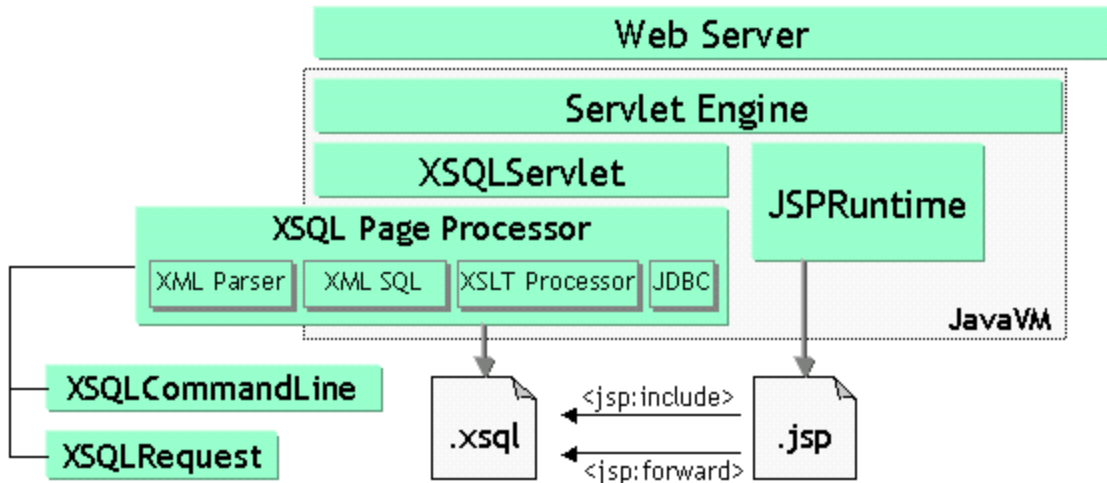 Web Server
Servlet Engine
XSQLServlet
JSPRuntime
XSQL Page Processor
XML Parser
XML SQL
XSLT Processor
JDBC
JavaVM
XSQLCommandLine
XSQLRequest
.xsql
<jsp:include>
<jsp:forward>
.jsp